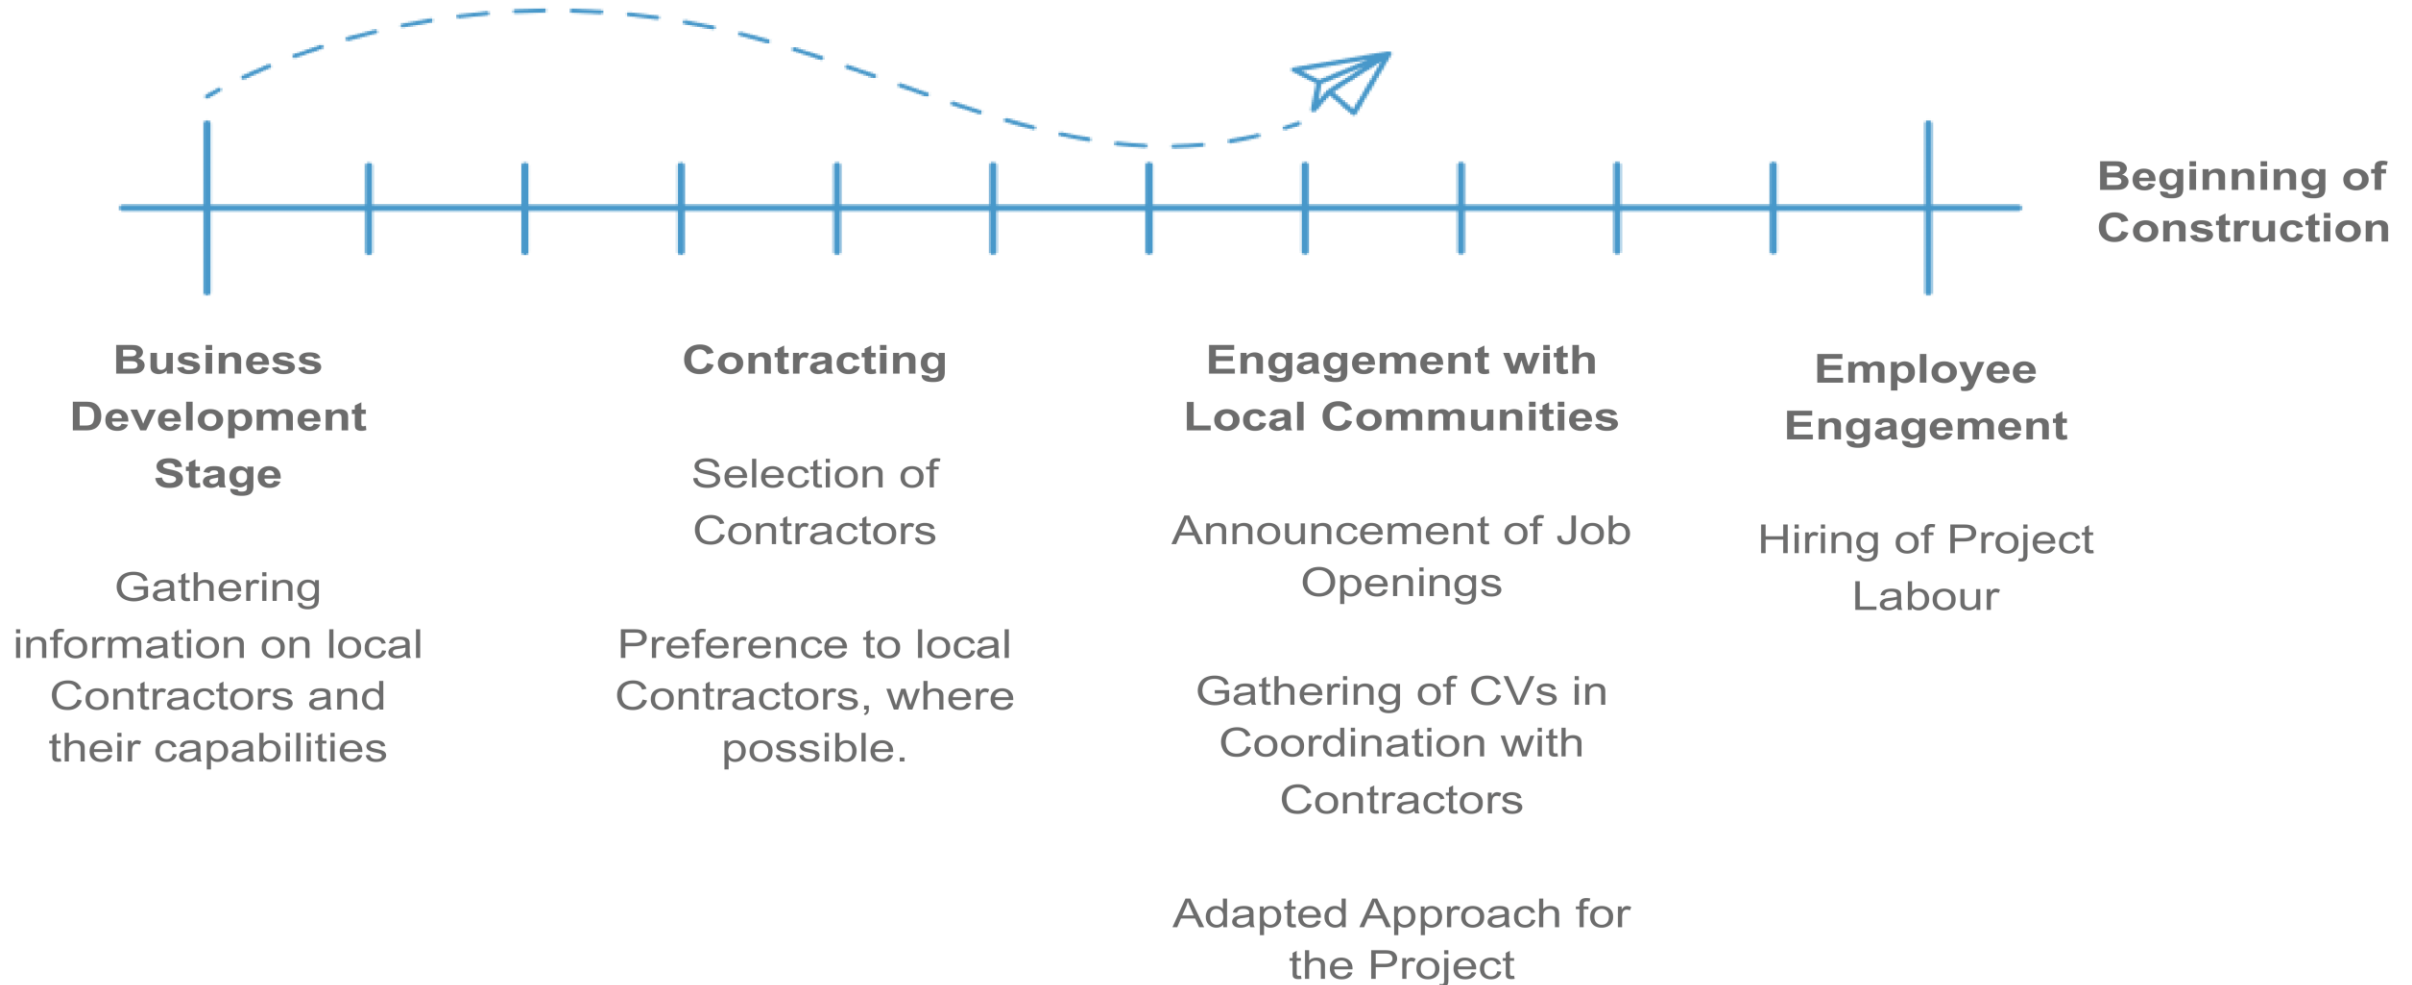 Beginning of
Construction
Business
Development
Stage
Gathering
information on local
Contractors and
their capabilities
Contracting
Selection of
Contractors
Preference to local
Contractors, where
possible.
Engagement with
Local Communities
Announcement of Job
Openings
Gathering of CVs in
Coordination with
Contractors
Adapted Approach for
the Project
Employee
Engagement
Hiring of Project
Labour